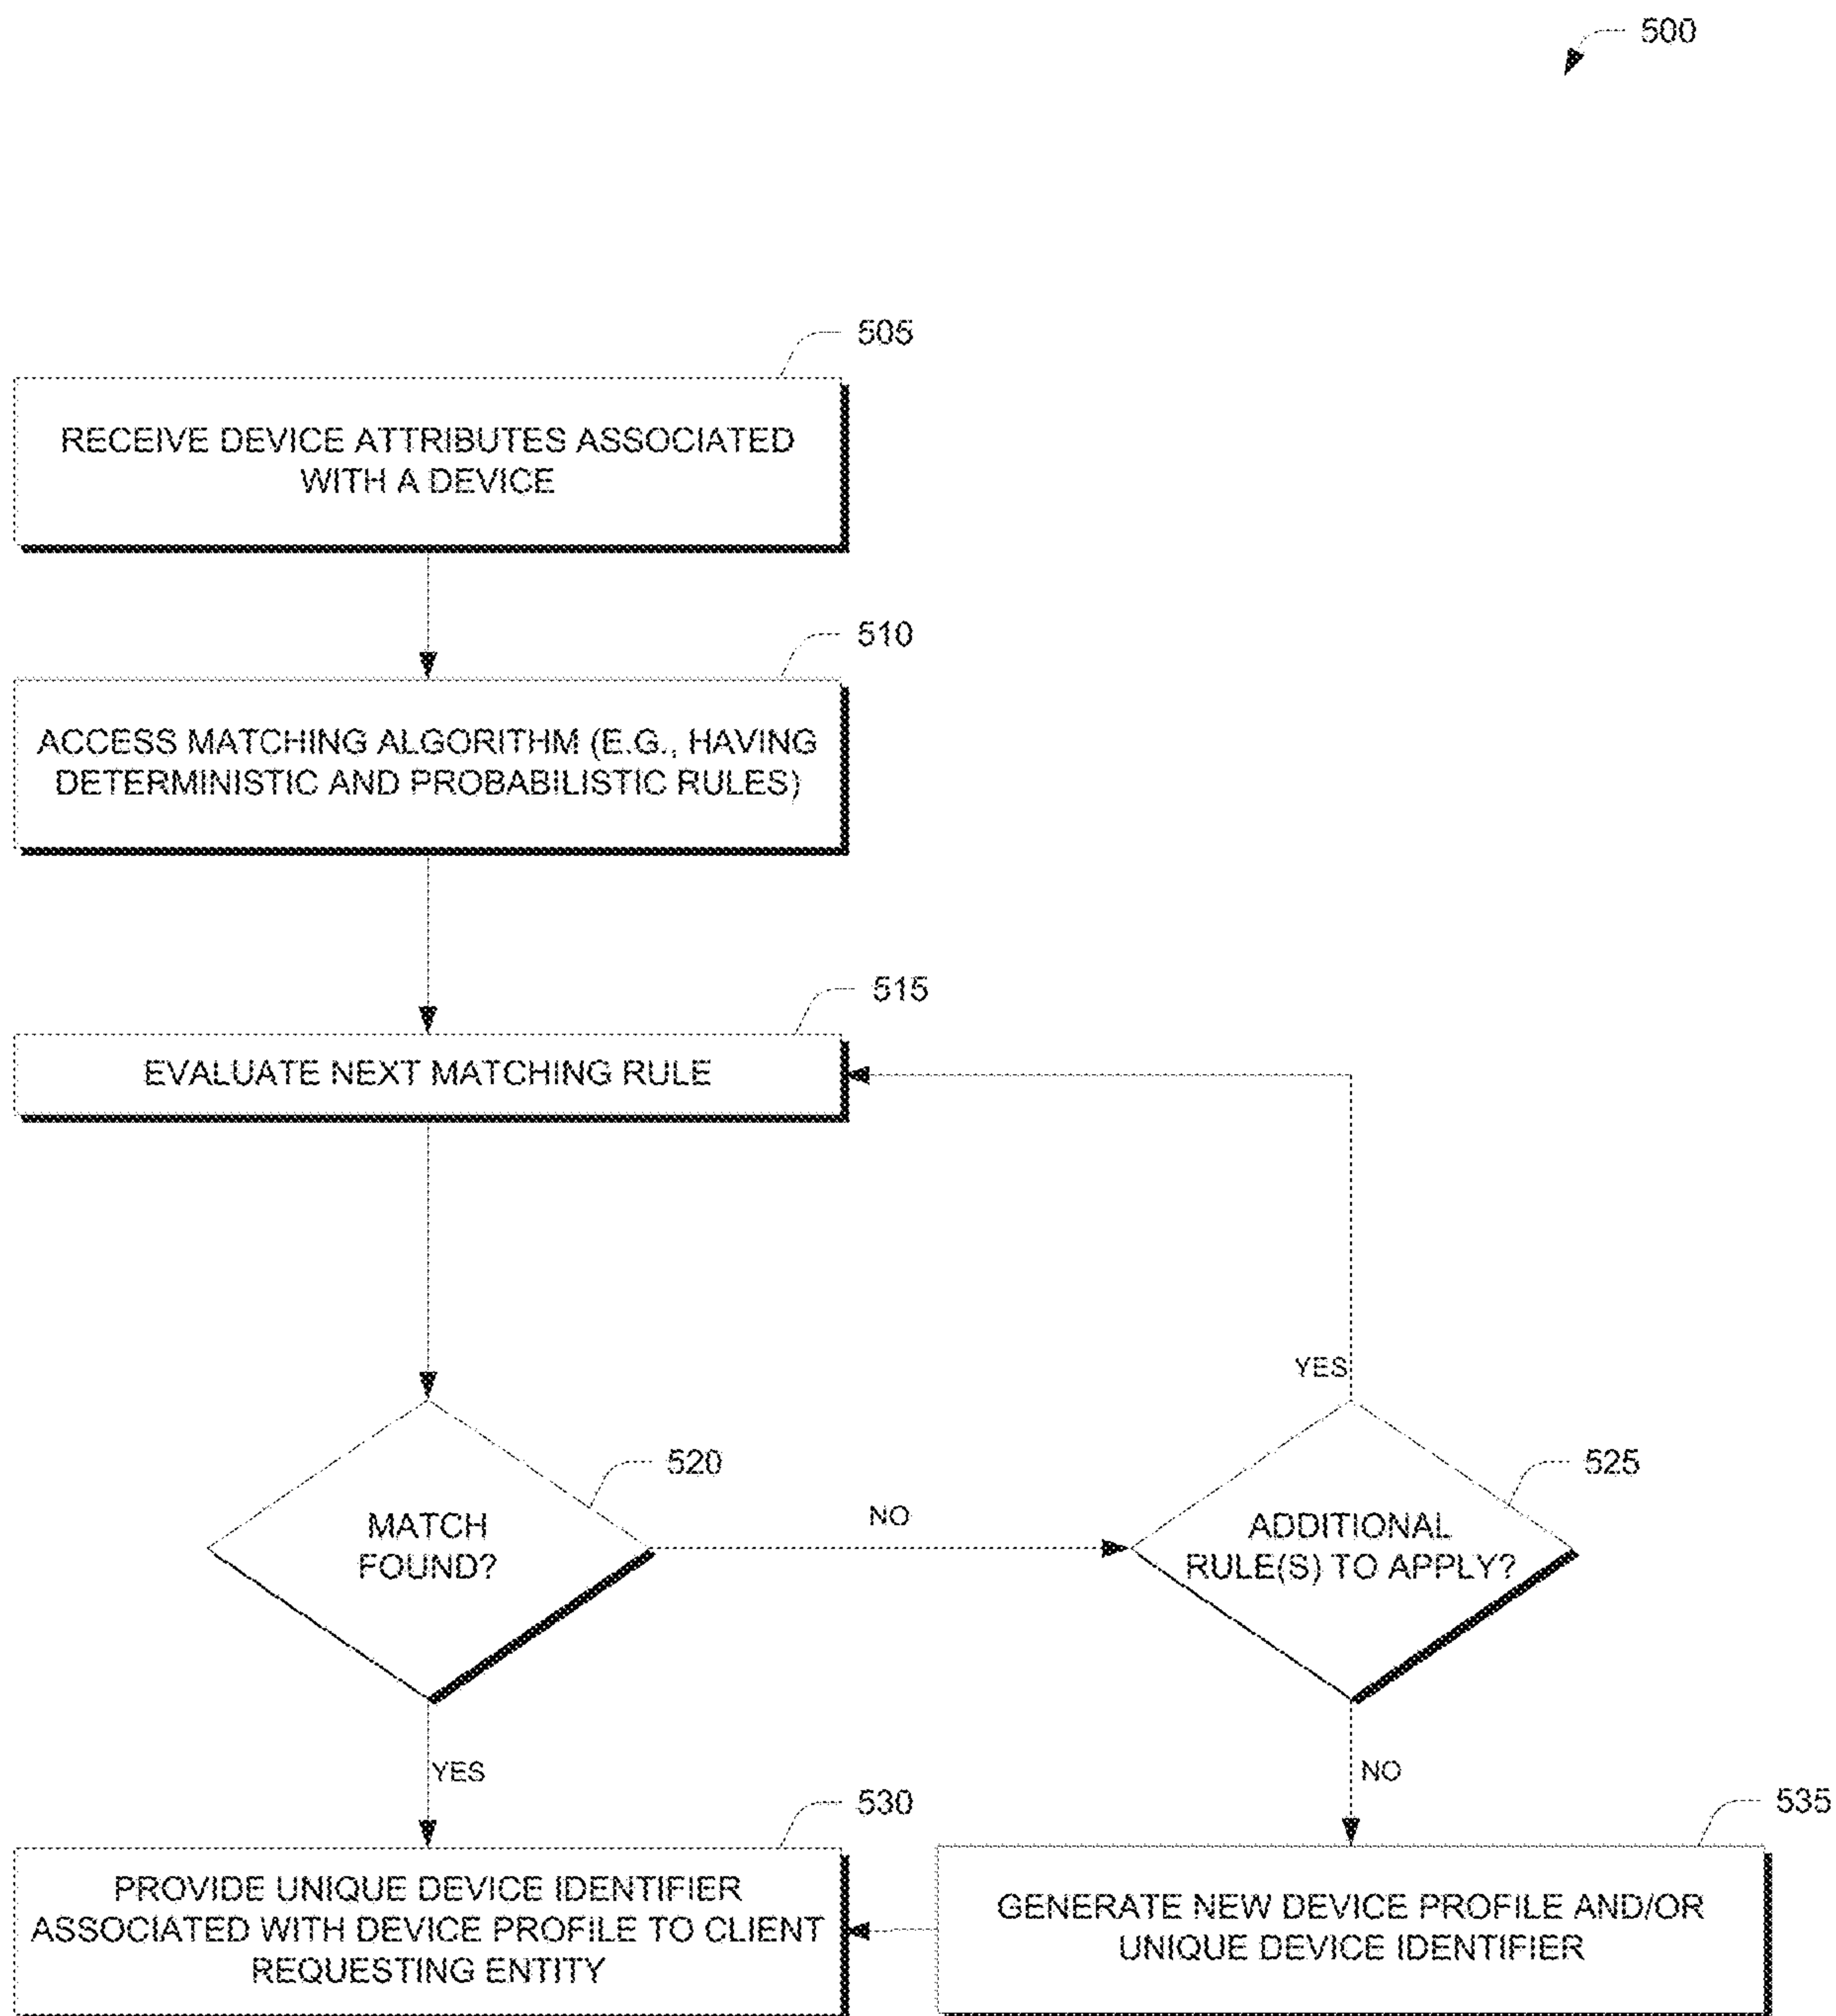 500
505
RECEIVE DEVICE ATTRIBUTES ASSOCIATED
WITH A DEVICE
510
ACCESS MATCHING ALGORITHM (E.G., HAVING
DETERMINISTIC AND PROBABILISTIC RULES)
515
EVALUATE NEXT MATCHING RULE
YES
520
525
MATCH
FOUND?
NO
ADDITIONAL
RULE(S) TO APPLY?
YES
NO
530
535
PROVIDE UNIQUE DEVICE IDENTIFIER
ASSOCIATED WITH DEVICE PROFILE TO CLIENT
REQUESTING ENTITY
GENERATE NEW DEVICE PROFILE AND/OR
UNIQUE DEVICE IDENTIFIER